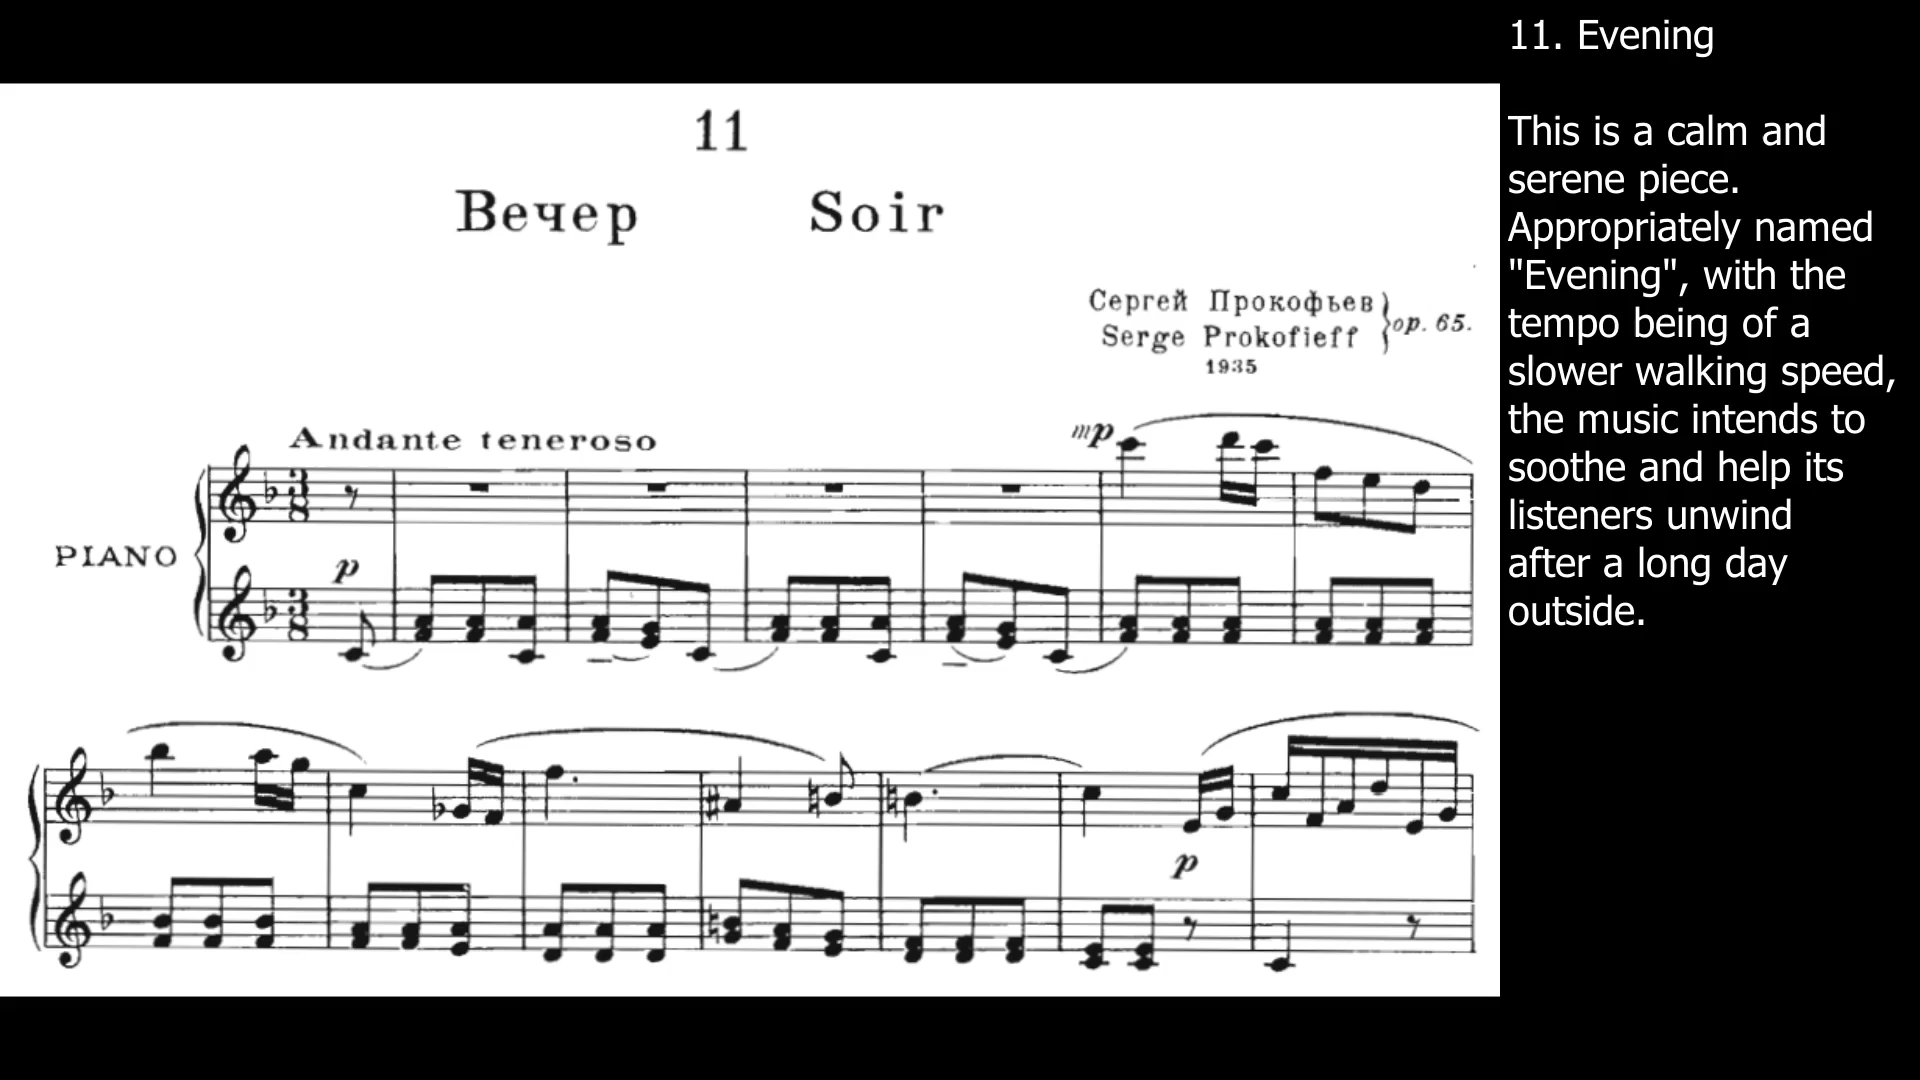 11
Вечер Soir
Сергей Прокофьев
Serge Prokofieff
op. 65.
1935
Andante teneroso
mp
PIANO
p
p
11. Evening
This is a calm and
serene piece.
Appropriately named
"Evening", with the
tempo being of a
slower walking speed,
the music intends to
soothe and help its
listeners unwind
after a long day
outside.